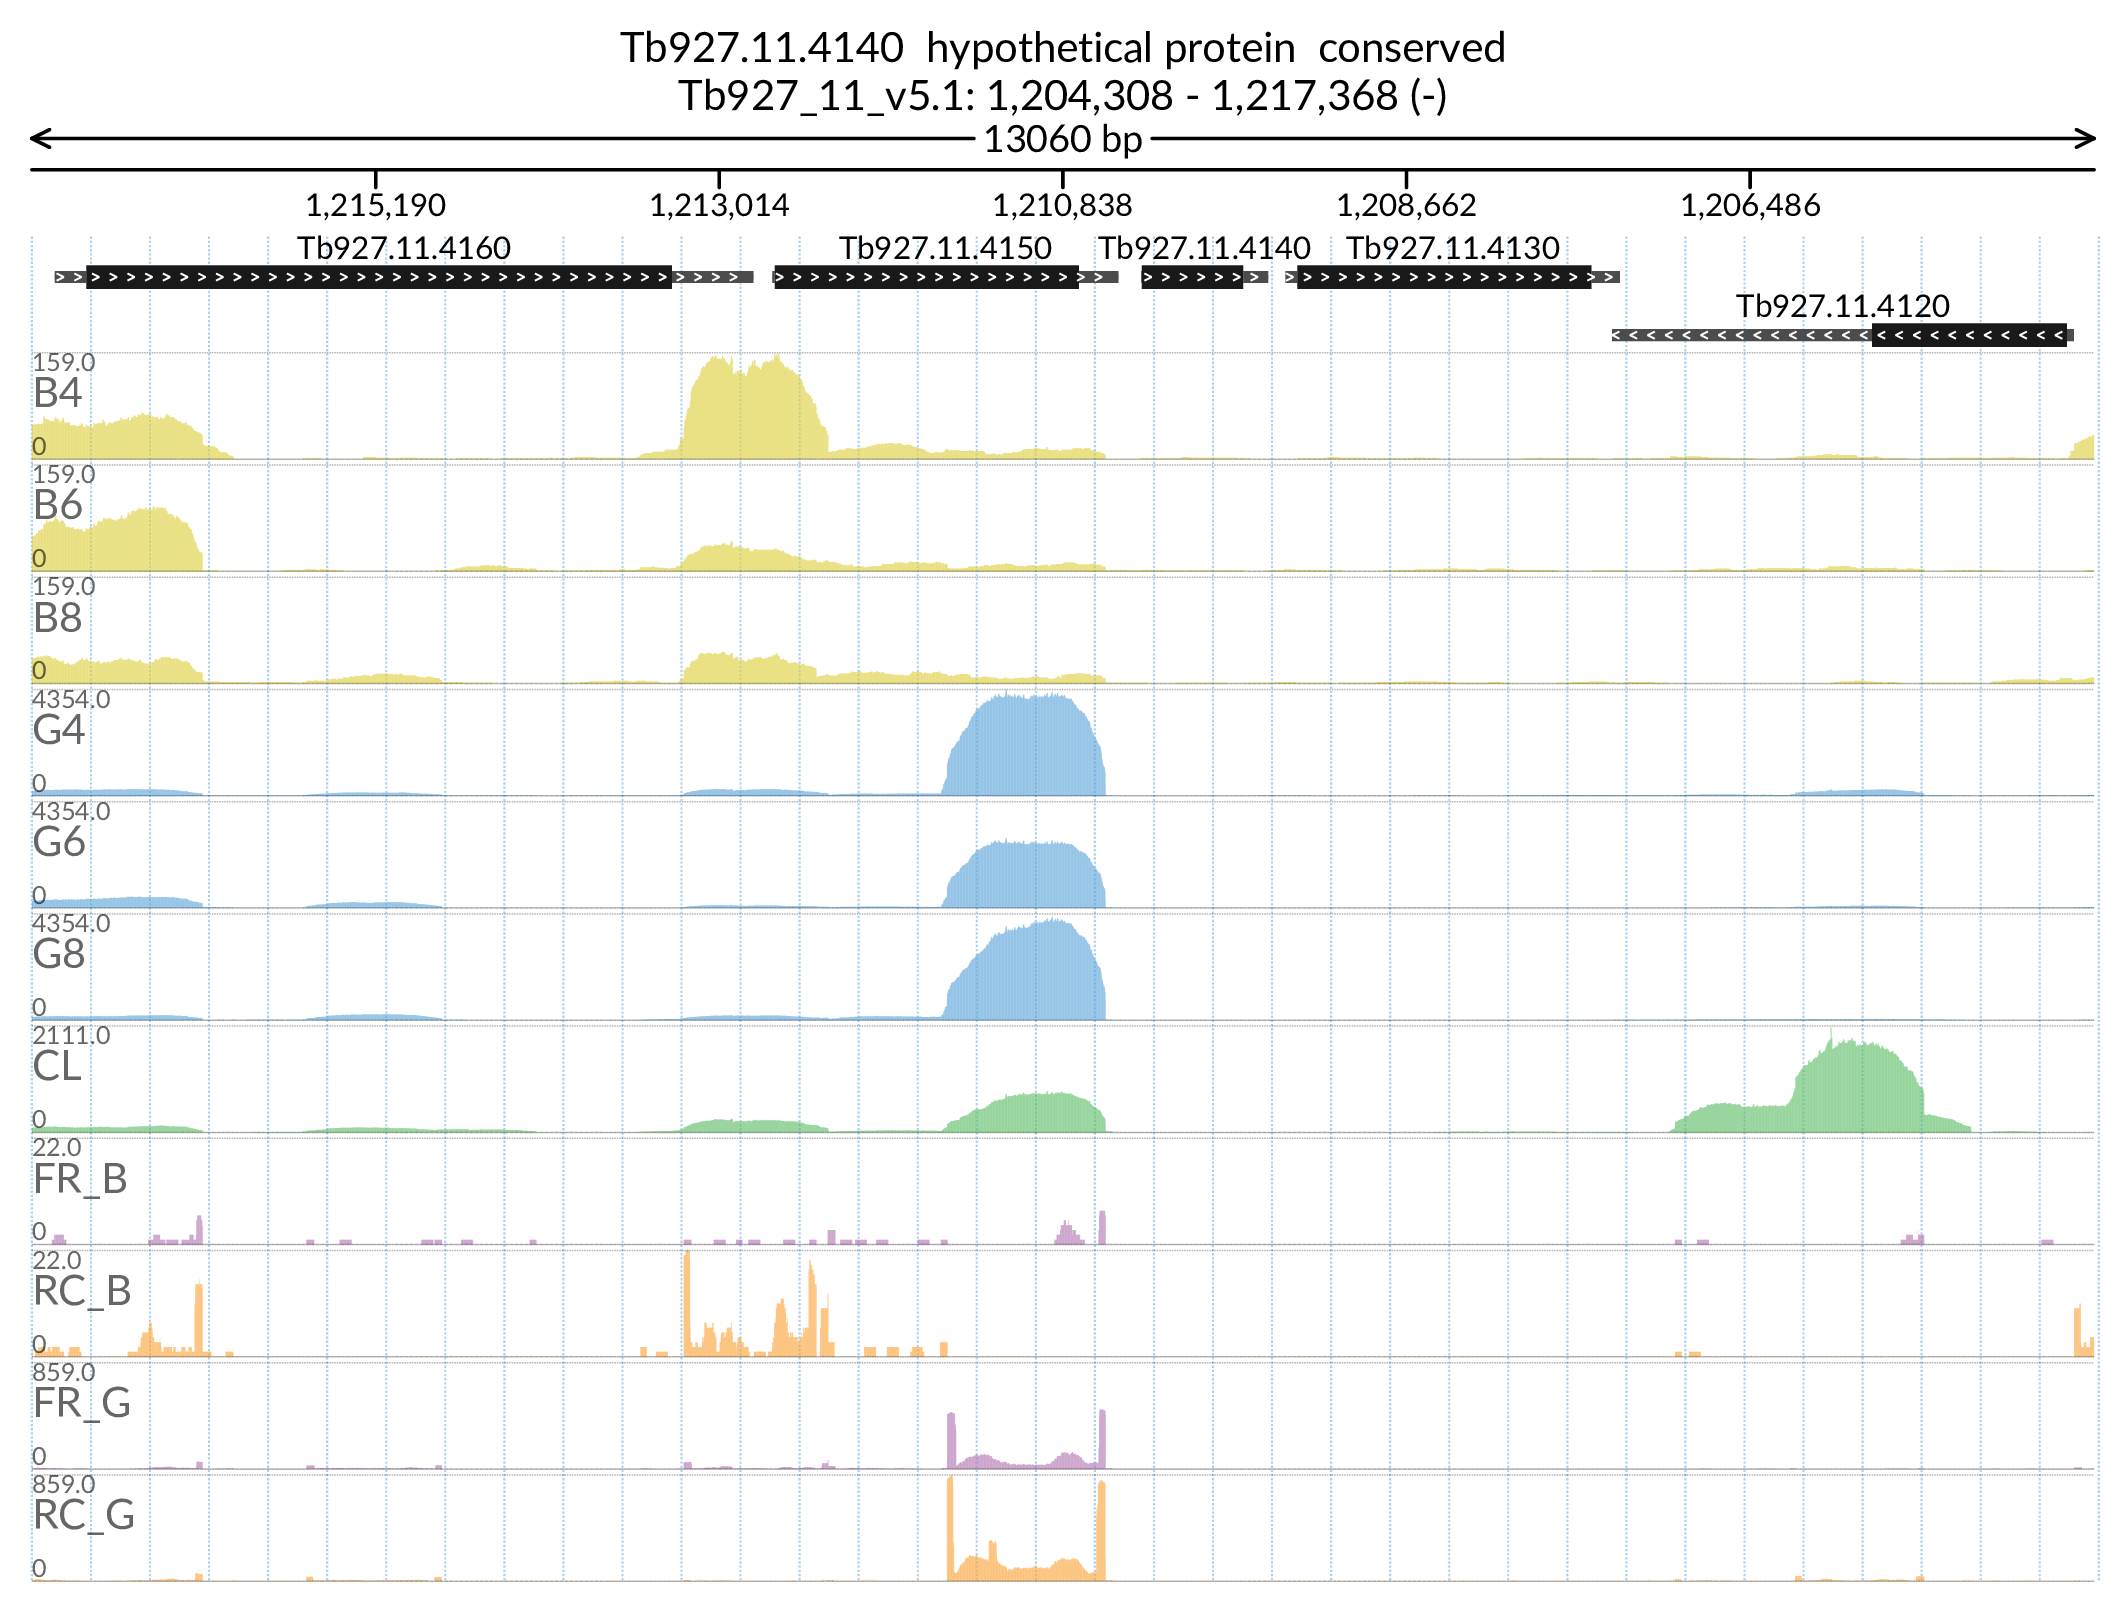 Tb927.11.4140  hypothetical protein  conserved
Tb927_11_v5.1: 1,204,308 - 1,217,368 (-)
13060 bp
1,215,190 1,213,014 1,210,838 1,208,662 1,206,486
Tb927.11.4160 Tb927.11.4150 Tb927.11.4140 Tb927.11.4130
Tb927.11.4120
159.0
B4
0
159.0
B6
0
159.0
B8
0
4354.0
G4
0
4354.0
G6
0
4354.0
G8
0
2111.0
CL
0
22.0
FR_B
0
22.0
RC_B
0
859.0
FR_G
0
859.0
RC_G
0